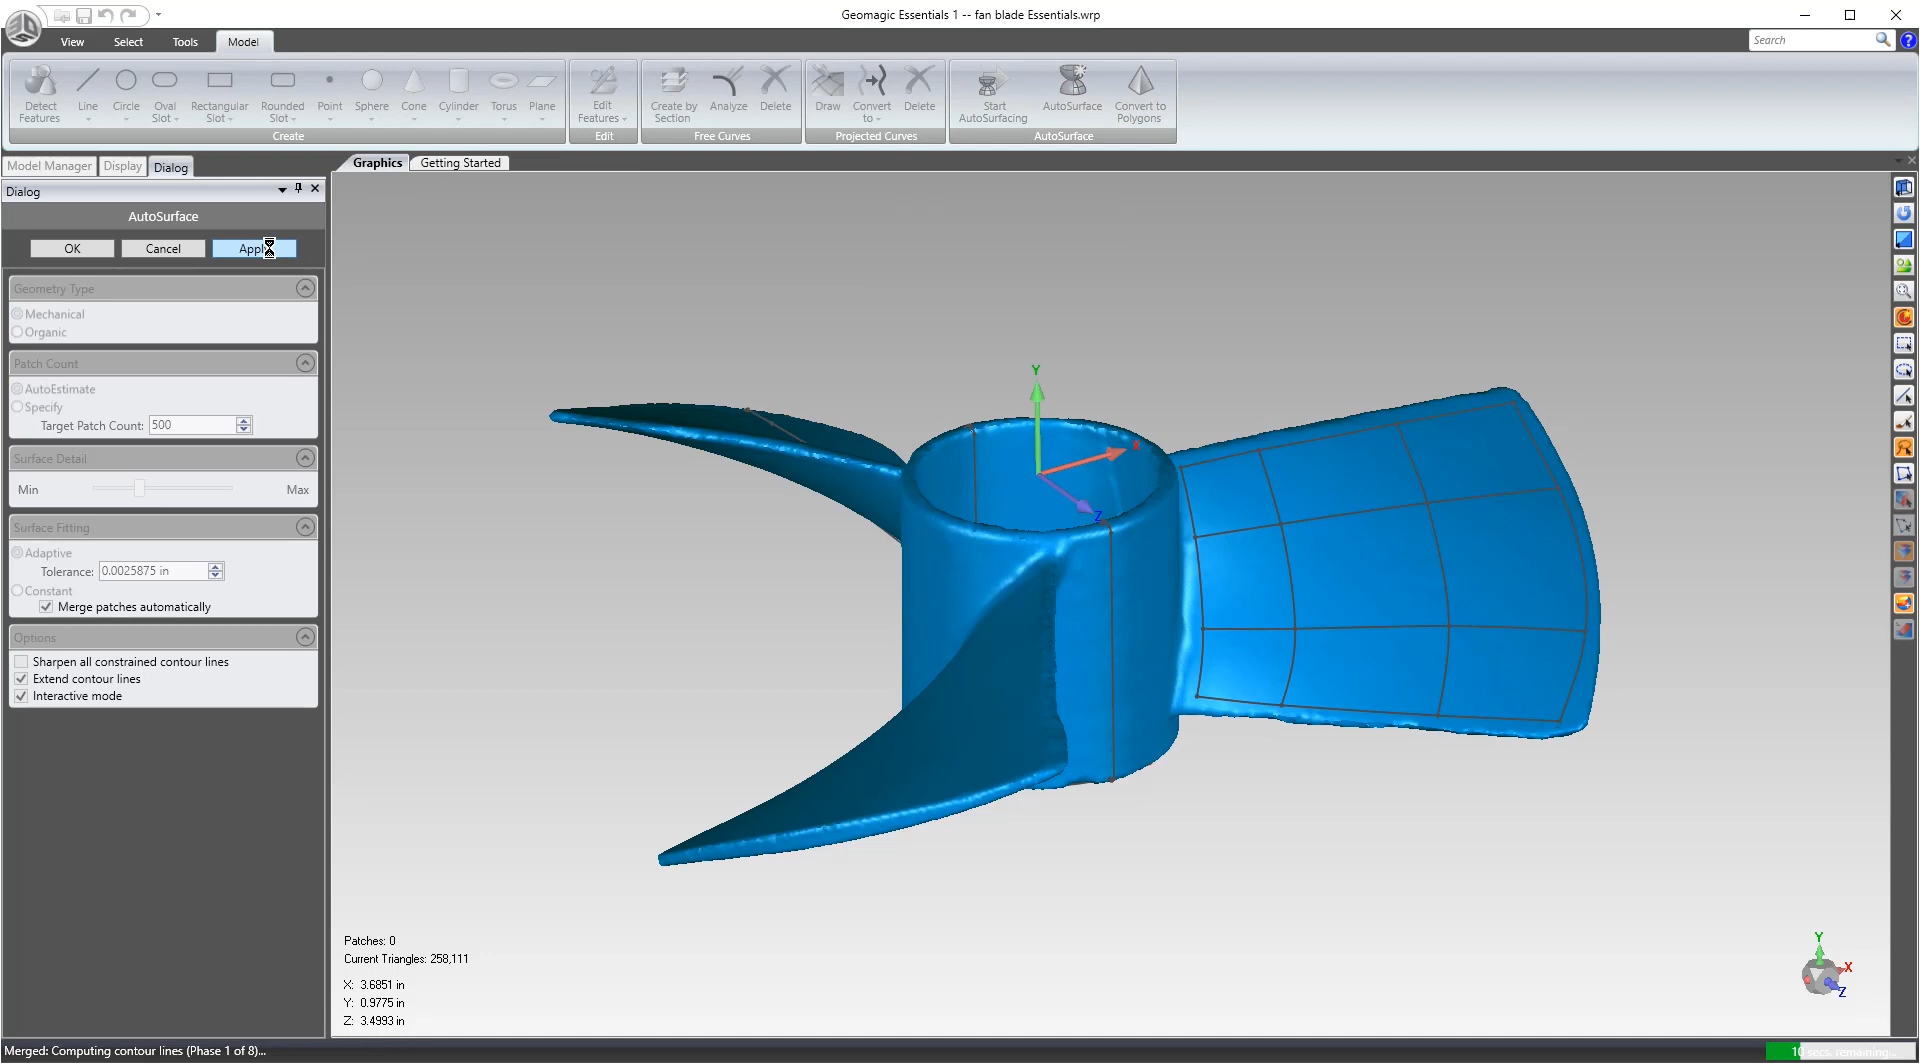 Geomagic Essentials 1 -- fan blade Essentials.wrp
View Select Tools Model
Search
Detect Features
Line
Circle
Oval Slot
Rectangular Slot
Rounded Slot
Point
Sphere
Cone
Cylinder
Torus
Plane
Create
Edit Features
Edit
Create by Section
Analyze
Delete
Free Curves
Draw
Convert to
Delete
Projected Curves
Start AutoSurfacing
AutoSurface
Convert to Polygons
AutoSurface
Model Manager Display Dialog
Graphics Getting Started
Dialog
AutoSurface
OK Cancel Apply
Geometry Type
Mechanical
Organic
Patch Count
AutoEstimate
Specify
Target Patch Count: 500
Surface Detail
Min Max
Surface Fitting
Adaptive
Tolerance: 0.0025875 in
Constant
Merge patches automatically
Options
Sharpen all constrained contour lines
Extend contour lines
Interactive mode
Y
X
Z
Patches: 0
Current Triangles: 258,111
X: 3.6851 in
Y: 0.9775 in
Z: 3.4993 in
Y
X
Z
Merged: Computing contour lines (Phase 1 of 8)...
10 secs. remaining...